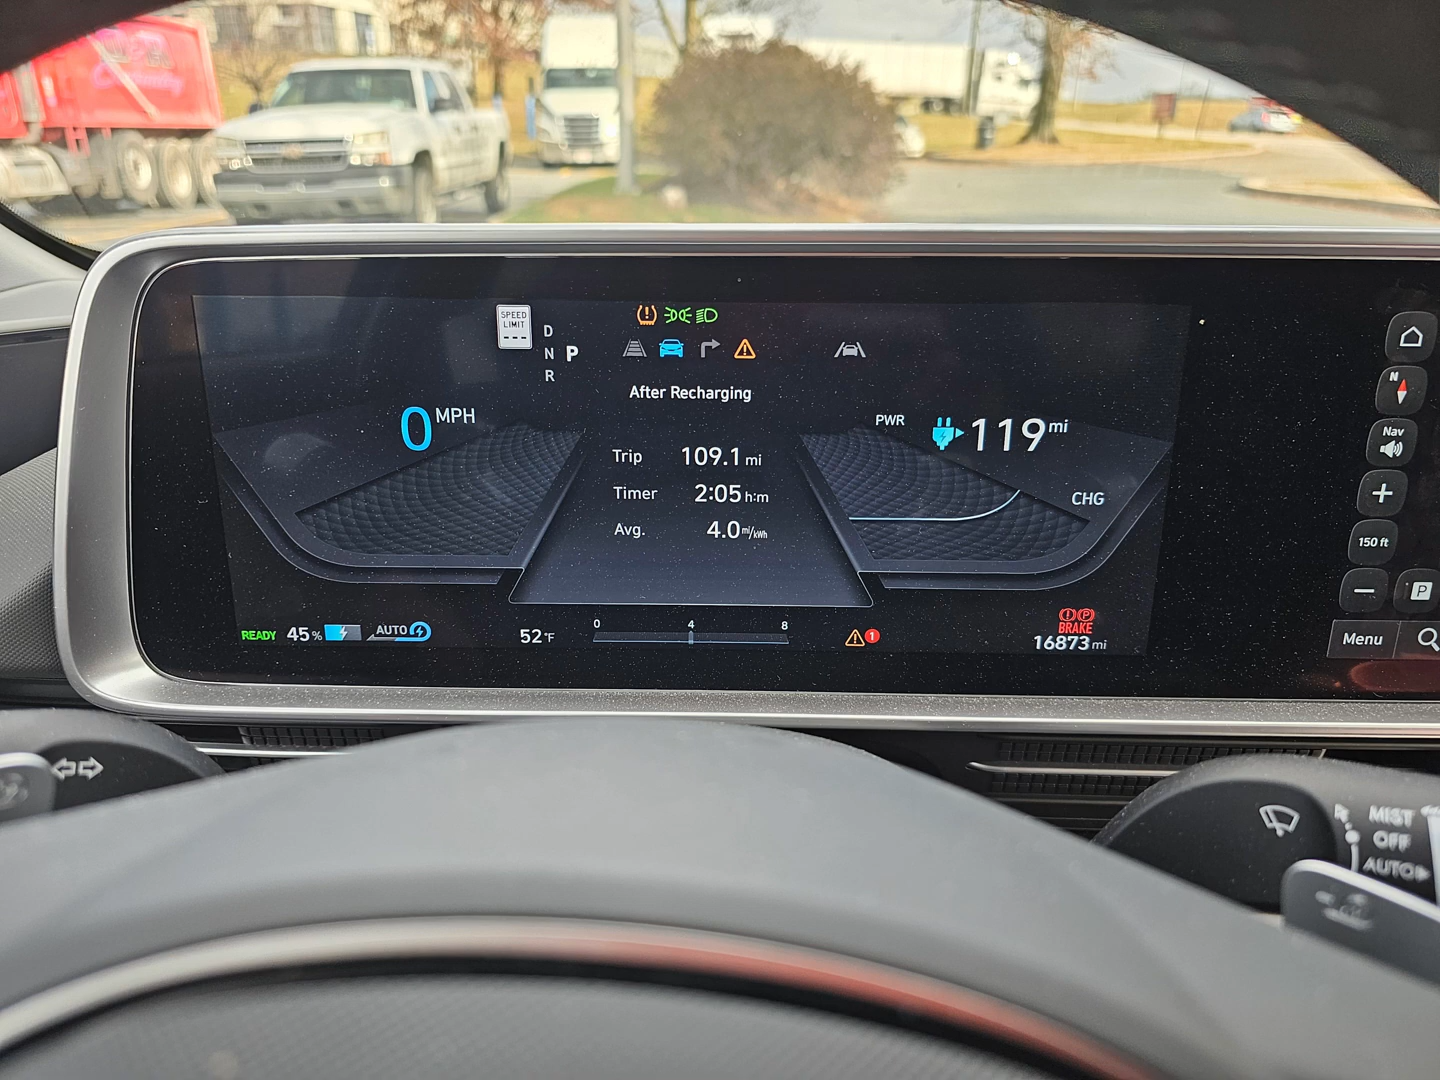 SPEED
LIMIT
---
D
N P
R
After Recharging
0 MPH
PWR
119 mi
Trip 109.1 mi
Timer 2:05 h:m
Avg. 4.0 mi/kWh
CHG
READY 45% AUTO
52°F
0 4 8
1
BRAKE
16873 mi
N
Nav
+
150 ft
−
P
Menu
MIST
OFF
AUTO